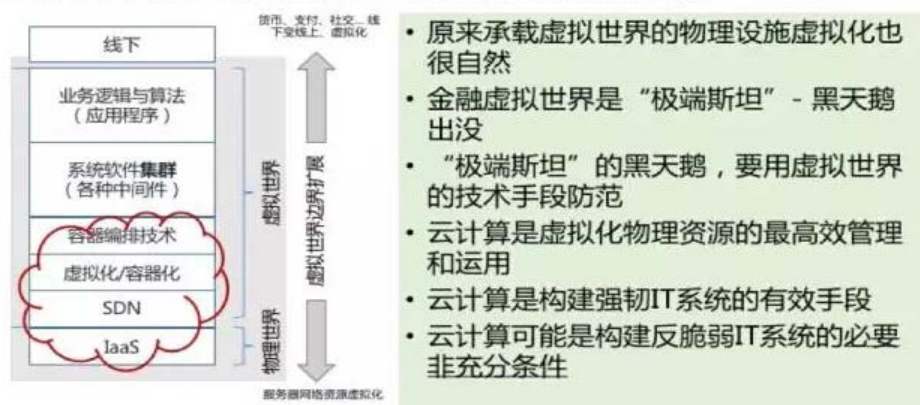 货币、支付、社交... 线
下变线上、虚拟化
线下
业务逻辑与算法
（应用程序）
系统软件集群
（各种中间件）
容器编排技术
虚拟化/容器化
SDN
IaaS
虚拟世界
物理世界
虚拟世界边界扩展
服务器网络资源虚拟化
• 原来承载虚拟世界的物理设施虚拟化也
很自然
• 金融虚拟世界是“极端斯坦”- 黑天鹅
出没
• “极端斯坦”的黑天鹅，要用虚拟世界
的技术手段防范
• 云计算是虚拟化物理资源的最高效管理
和运用
• 云计算是构建强韧IT系统的有效手段
• 云计算可能是构建反脆弱IT系统的必要
非充分条件